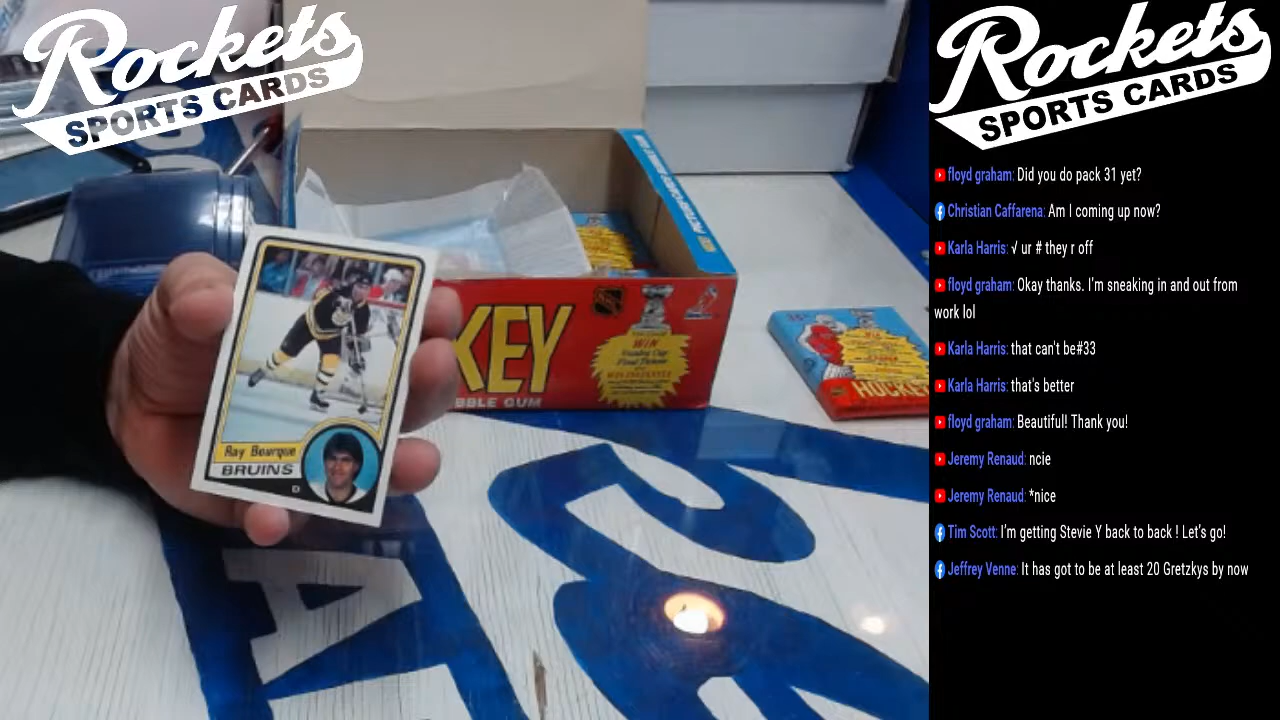 Rockets
SPORTS CARDS
Rockets
SPORTS CARDS
floyd graham: Did you do pack 31 yet?
Christian Caffarena: Am I coming up now?
Karla Harris: √ ur # they r off
floyd graham: Okay thanks. I'm sneaking in and out from
work lol
Karla Harris: that can't be#33
Karla Harris: that's better
floyd graham: Beautiful! Thank you!
Jeremy Renaud: ncie
Jeremy Renaud: *nice
Tim Scott: I'm getting Stevie Y back to back ! Let's go!
Jeffrey Venne: It has got to be at least 20 Gretzkys by now
Ray Bourque
BRUINS
D
KEY
BBLE GUM
WIN
Stanley Cup
Final Tickets
HOCKEY